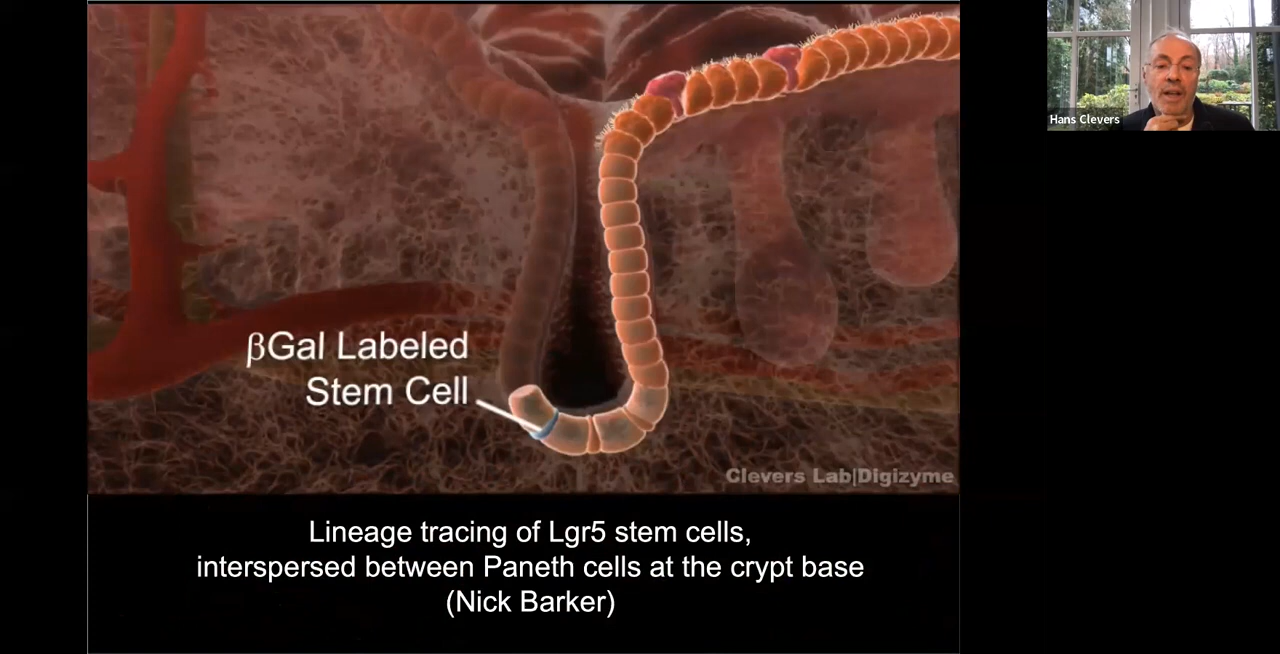 Hans Clevers
βGal Labeled
Stem Cell
Clevers Lab|Digizyme
Lineage tracing of Lgr5 stem cells,
interspersed between Paneth cells at the crypt base
(Nick Barker)